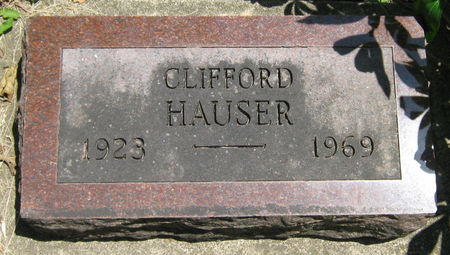 CLIFFORD
HAUSER
1923 — 1969